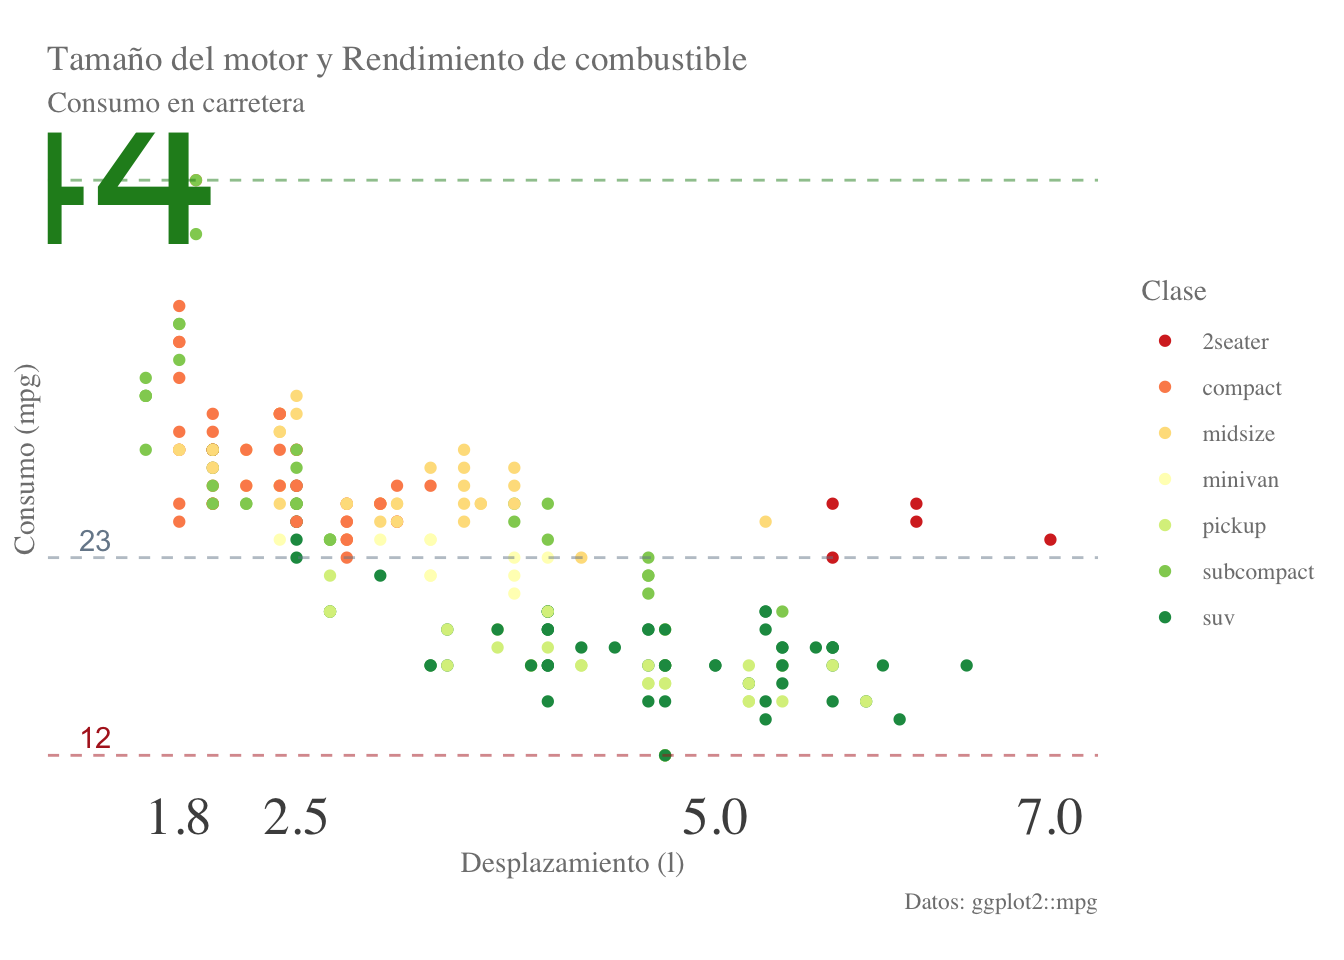 Tamaño del motor y Rendimiento de combustible
Consumo en carretera
44
Consumo (mpg)
23
12
1.8 2.5 5.0 7.0
Desplazamiento (l)
Datos: ggplot2::mpg
Clase
2seater
compact
midsize
minivan
pickup
subcompact
suv